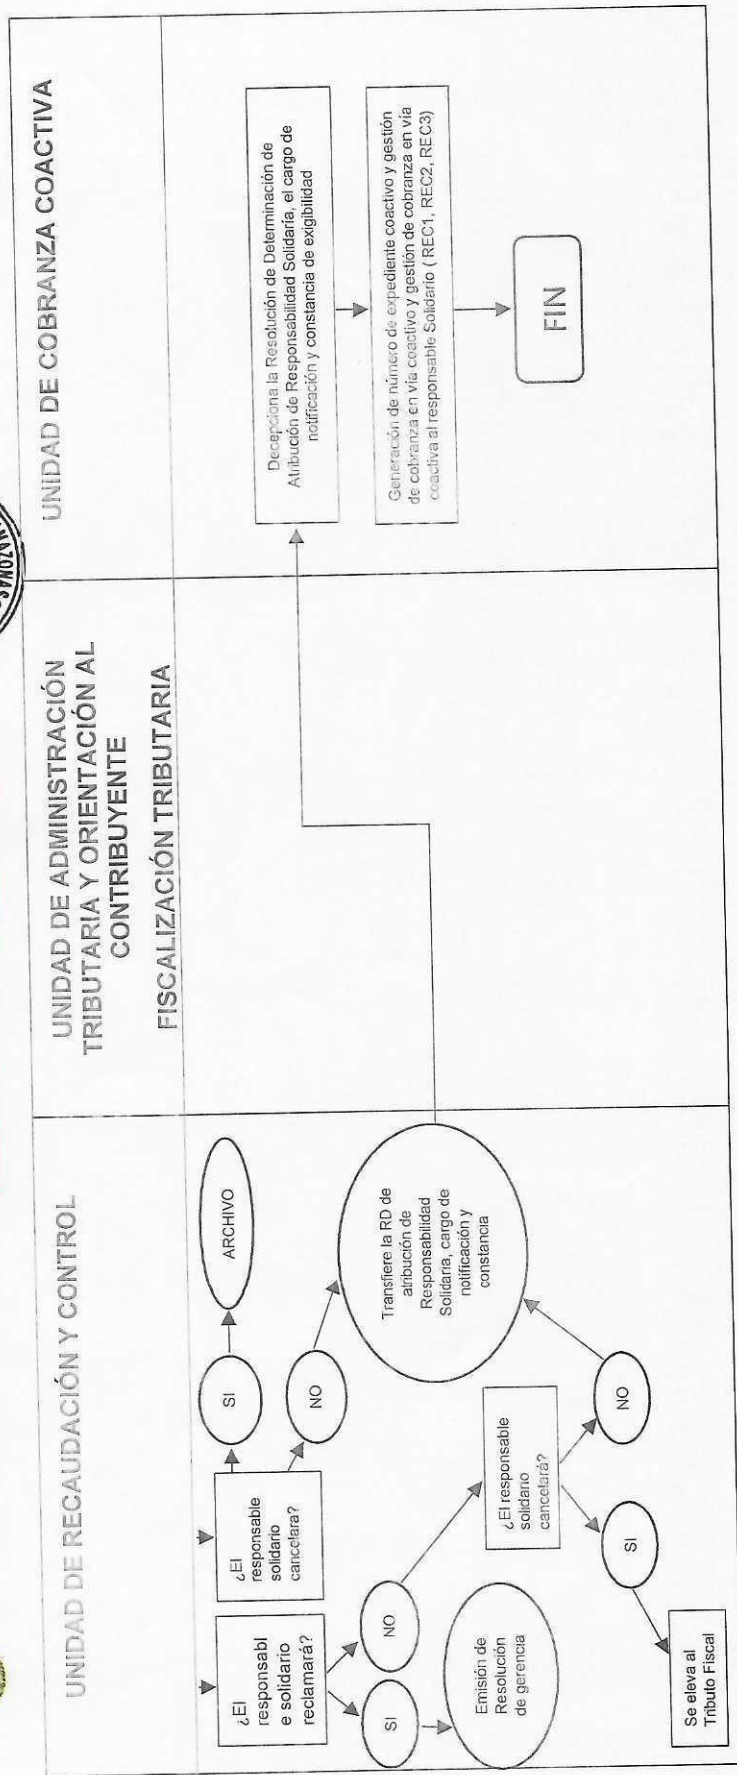 UNIDAD DE RECAUDACIÓN Y CONTROL
UNIDAD DE ADMINISTRACIÓN
TRIBUTARIA Y ORIENTACIÓN AL
CONTRIBUYENTE
FISCALIZACIÓN TRIBUTARIA
UNIDAD DE COBRANZA COACTIVA
¿El
responsabl
e solidario
reclamará?
¿El
responsable
solidario
cancelara?
SI
ARCHIVO
NO
SI
NO
Emisión de
Resolución
de gerencia
¿El responsable
solidario
cancelará?
SI
NO
Se eleva al
Tributo Fiscal
Transfiere la RD de
atribución de
Responsabilidad
Solidaria, cargo de
notificación y
constancia
Decepciona la Resolución de Determinación de
Atribución de Responsabilidad Solidaría, el cargo de
notificación y constancia de exigibilidad
Generación de número de expediente coactivo y gestión
de cobranza en vía coactivo y gestión de cobranza en vía
coactiva al responsable Solidario ( REC1, REC2, REC3)
FIN